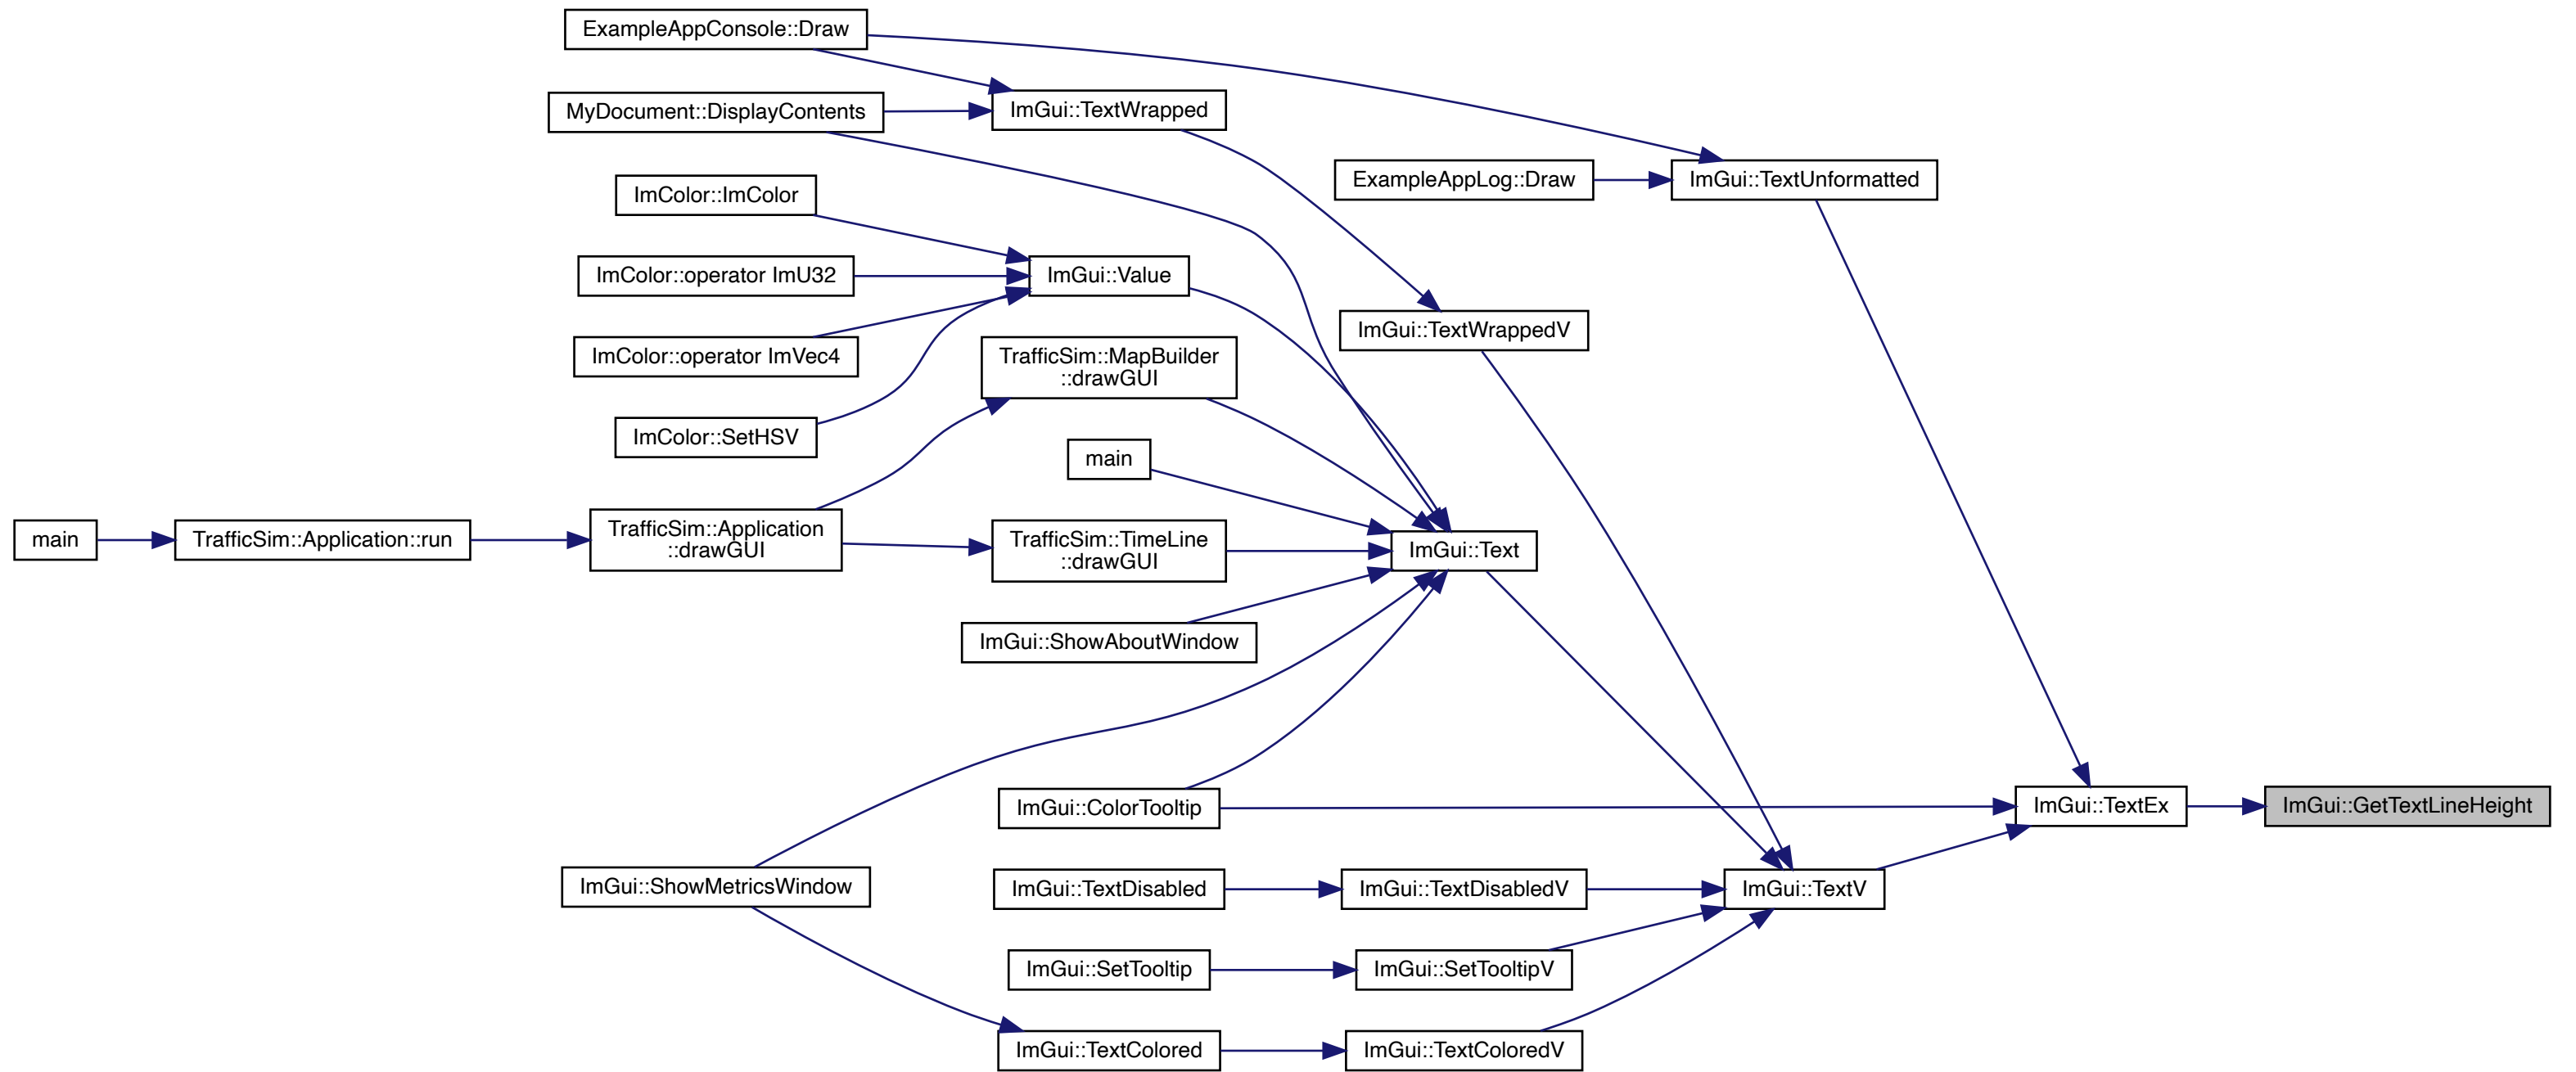 ExampleAppConsole::Draw
MyDocument::DisplayContents
ImGui::TextWrapped
ExampleAppLog::Draw
ImGui::TextUnformatted
ImColor::ImColor
ImColor::operator ImU32
ImGui::Value
ImColor::operator ImVec4
ImGui::TextWrappedV
TrafficSim::MapBuilder
::drawGUI
ImColor::SetHSV
main
main
TrafficSim::Application::run
TrafficSim::Application
::drawGUI
TrafficSim::TimeLine
::drawGUI
ImGui::Text
ImGui::ShowAboutWindow
ImGui::ColorTooltip
ImGui::TextEx
ImGui::GetTextLineHeight
ImGui::ShowMetricsWindow
ImGui::TextDisabled
ImGui::TextDisabledV
ImGui::TextV
ImGui::SetTooltip
ImGui::SetTooltipV
ImGui::TextColored
ImGui::TextColoredV